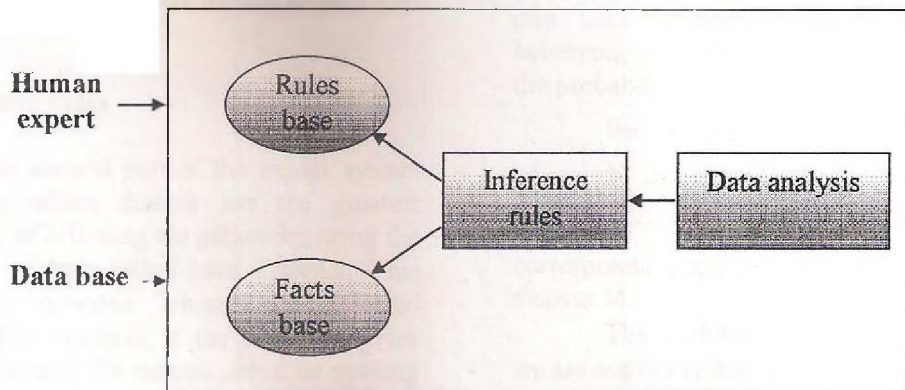 Human
expert
Rules
base
Inference
rules
Data analysis
Data base
Facts
base